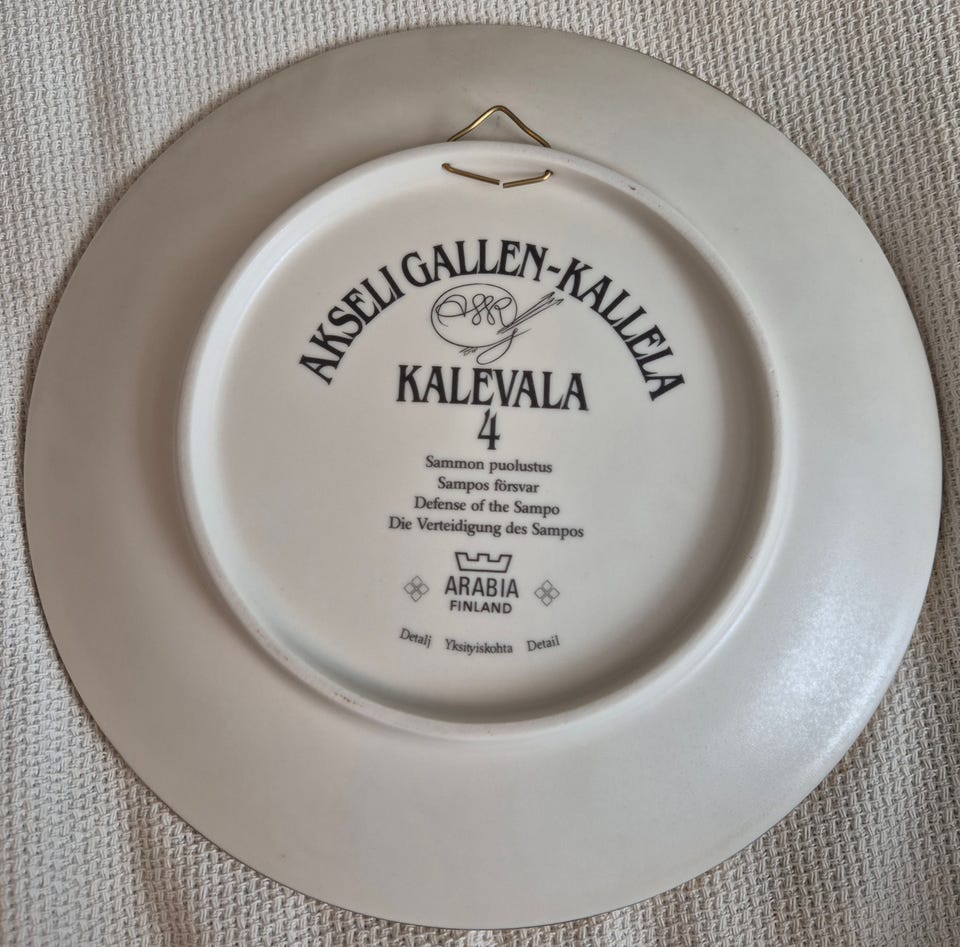 AKSELI GALLEN-KALLELA
KALEVALA
4
Sammon puolustus
Sampos försvar
Defense of the Sampo
Die Verteidigung des Sampos
ARABIA
FINLAND
Detalj Yksityiskohta Detail